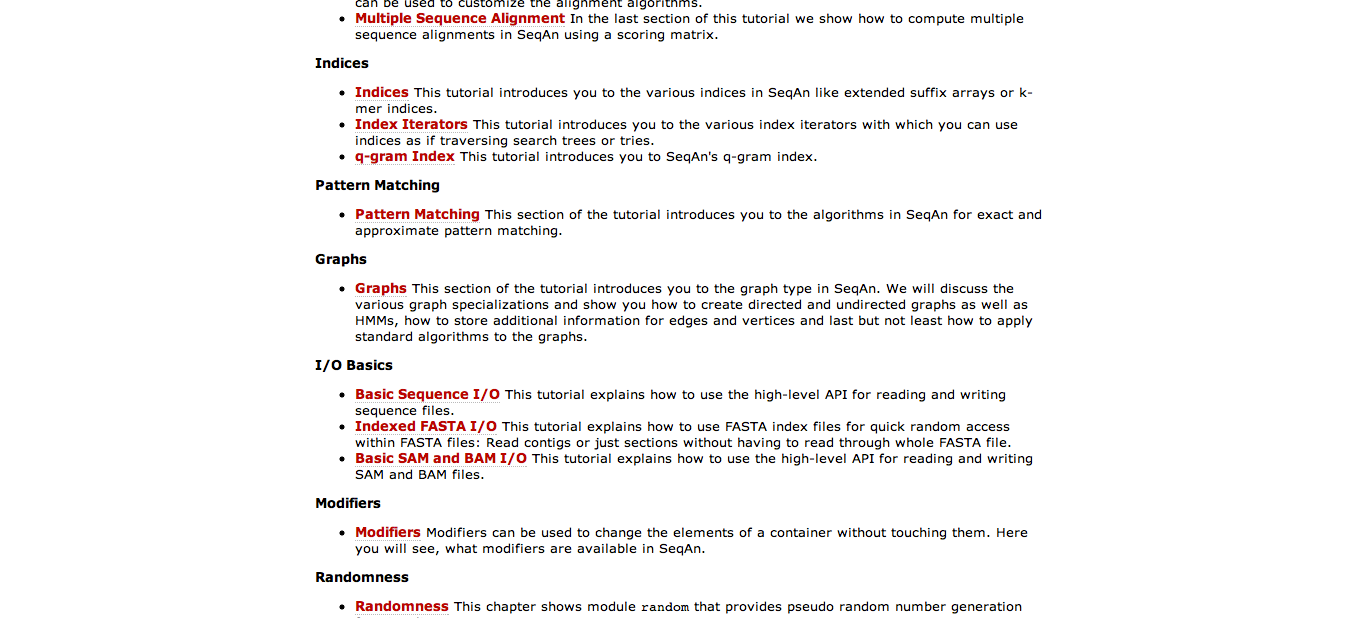 can be used to customize the alignment algorithms.
Multiple Sequence Alignment In the last section of this tutorial we show how to compute multiple
sequence alignments in SeqAn using a scoring matrix.
Indices
Indices This tutorial introduces you to the various indices in SeqAn like extended suffix arrays or k-
mer indices.
Index Iterators This tutorial introduces you to the various index iterators with which you can use
indices as if traversing search trees or tries.
q-gram Index This tutorial introduces you to SeqAn's q-gram index.
Pattern Matching
Pattern Matching This section of the tutorial introduces you to the algorithms in SeqAn for exact and
approximate pattern matching.
Graphs
Graphs This section of the tutorial introduces you to the graph type in SeqAn. We will discuss the
various graph specializations and show you how to create directed and undirected graphs as well as
HMMs, how to store additional information for edges and vertices and last but not least how to apply
standard algorithms to the graphs.
I/O Basics
Basic Sequence I/O This tutorial explains how to use the high-level API for reading and writing
sequence files.
Indexed FASTA I/O This tutorial explains how to use FASTA index files for quick random access
within FASTA files: Read contigs or just sections without having to read through whole FASTA file.
Basic SAM and BAM I/O This tutorial explains how to use the high-level API for reading and writing
SAM and BAM files.
Modifiers
Modifiers Modifiers can be used to change the elements of a container without touching them. Here
you will see, what modifiers are available in SeqAn.
Randomness
Randomness This chapter shows module random that provides pseudo random number generation